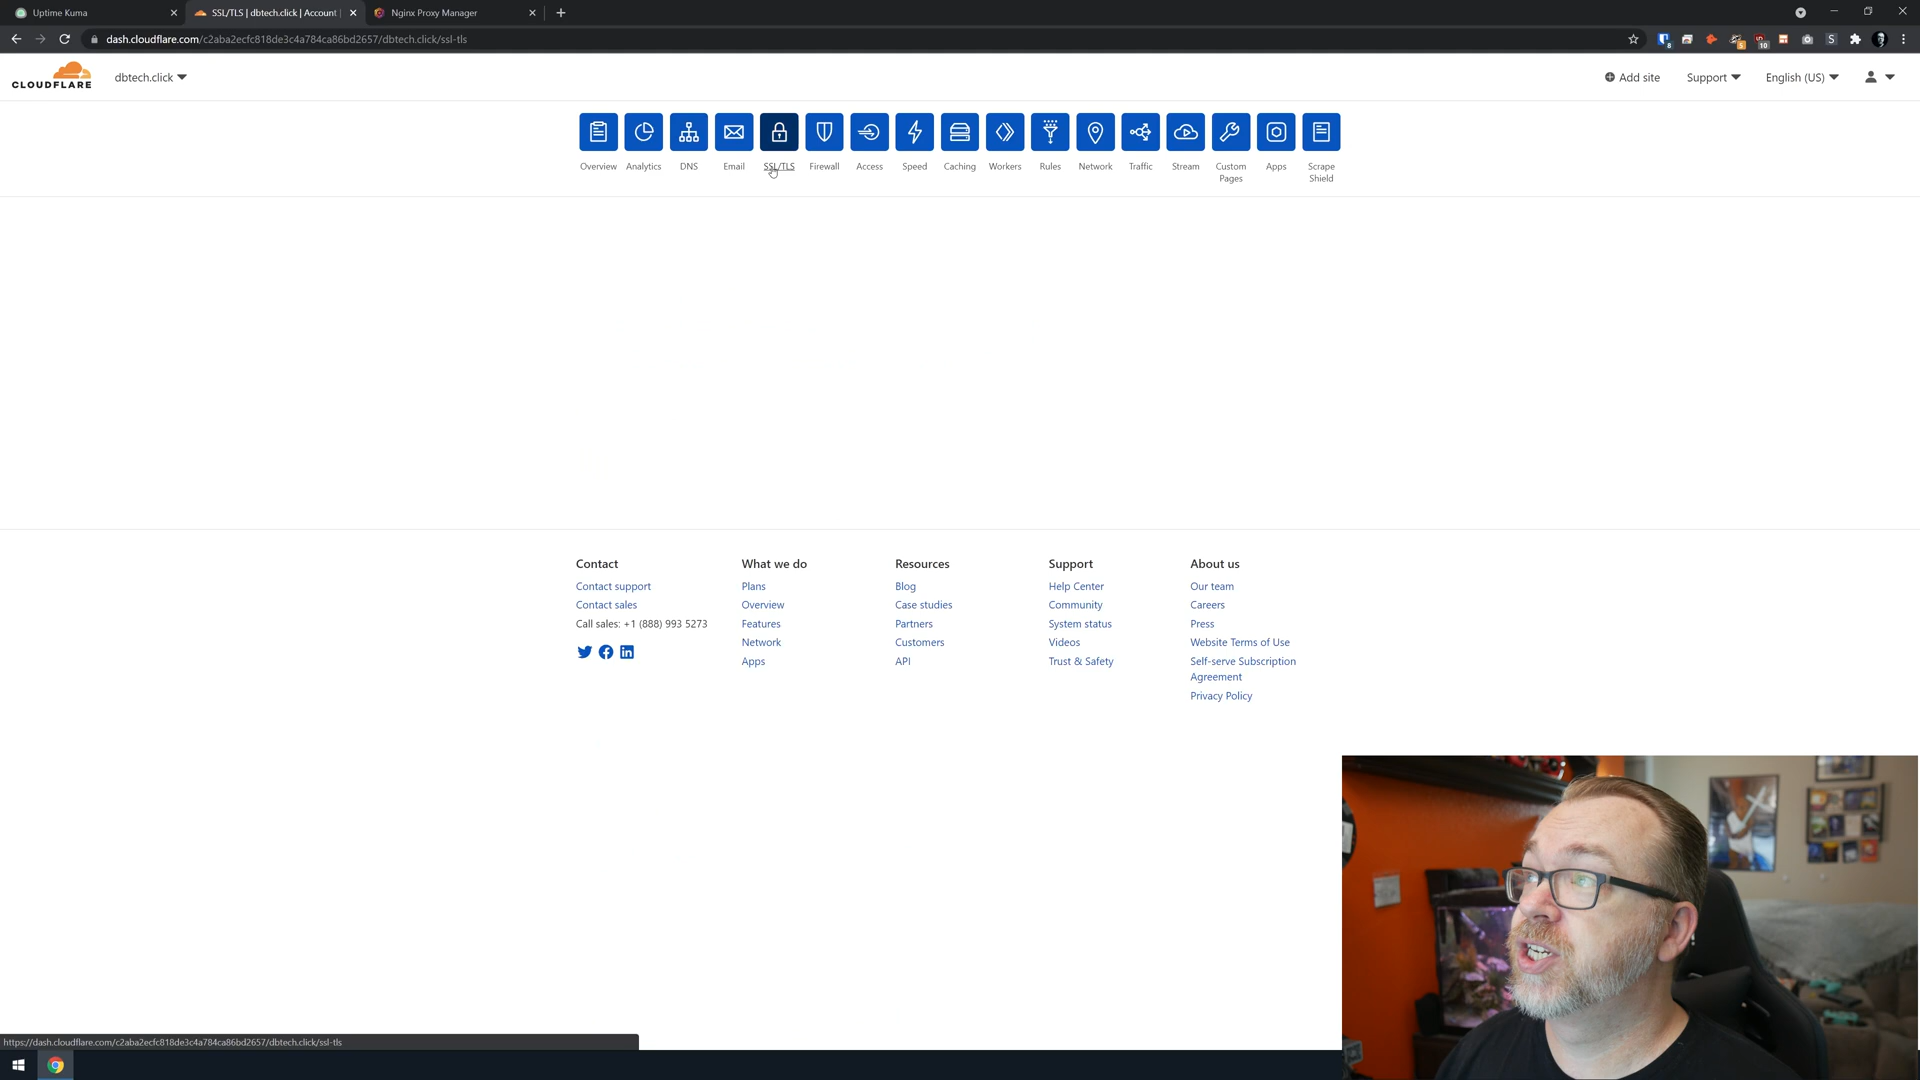 Uptime Kuma
SSL/TLS | dbtech.click | Account |
Nginx Proxy Manager
dash.cloudflare.com/c2aba2ecfc818de3c4a784ca86bd2657/dbtech.click/ssl-tls
8
5
10
S
CLOUDFLARE
dbtech.click
Add site
Support
English (US)
Overview
Analytics
DNS
Email
SSL/TLS
Firewall
Access
Speed
Caching
Workers
Rules
Network
Traffic
Stream
Custom
Pages
Apps
Scrape
Shield
Contact
Contact support
Contact sales
Call sales: +1 (888) 993 5273
What we do
Plans
Overview
Features
Network
Apps
Resources
Blog
Case studies
Partners
Customers
API
Support
Help Center
Community
System status
Videos
Trust & Safety
About us
Our team
Careers
Press
Website Terms of Use
Self-serve Subscription
Agreement
Privacy Policy
https://dash.cloudflare.com/c2aba2ecfc818de3c4a784ca86bd2657/dbtech.click/ssl-tls